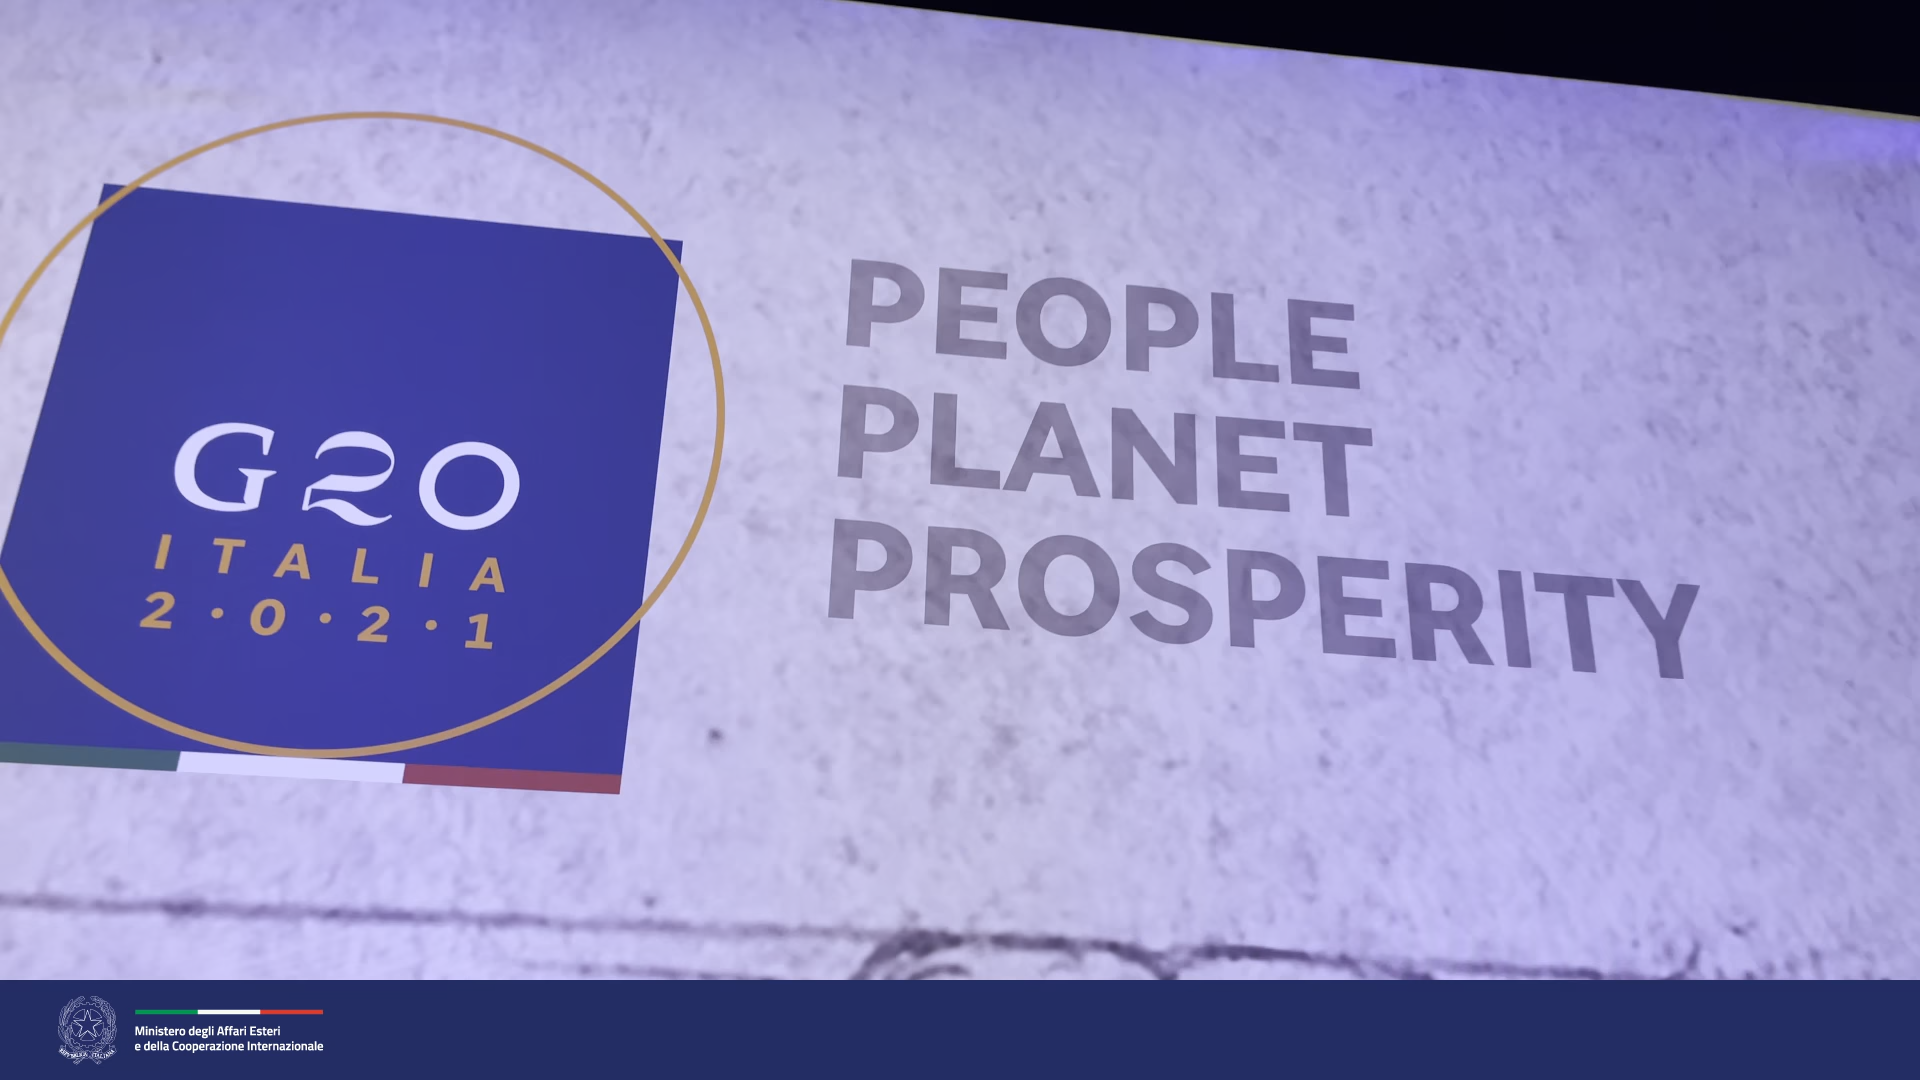 G20
ITALIA
2·0·2·1
PEOPLE
PLANET
PROSPERITY
Ministero degli Affari Esteri
e della Cooperazione Internazionale